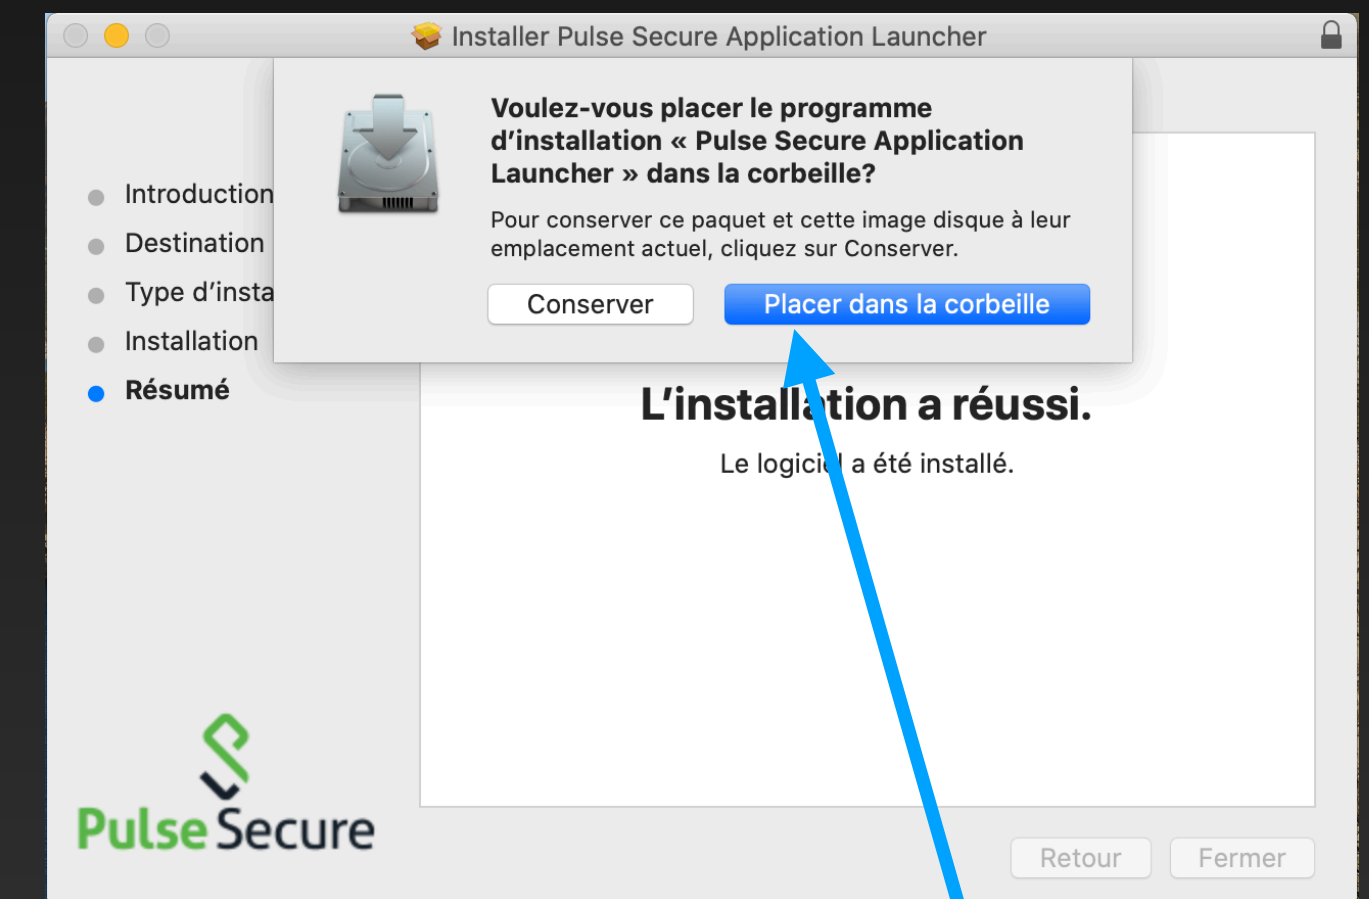 Installer Pulse Secure Application Launcher
Voulez-vous placer le programme
d’installation « Pulse Secure Application
Launcher » dans la corbeille?
Pour conserver ce paquet et cette image disque à leur
emplacement actuel, cliquez sur Conserver.
Conserver
Placer dans la corbeille
Introduction
Destination
Type d’insta
Installation
Résumé
L’installation a réussi.
Le logiciel a été installé.
Pulse Secure
Retour
Fermer